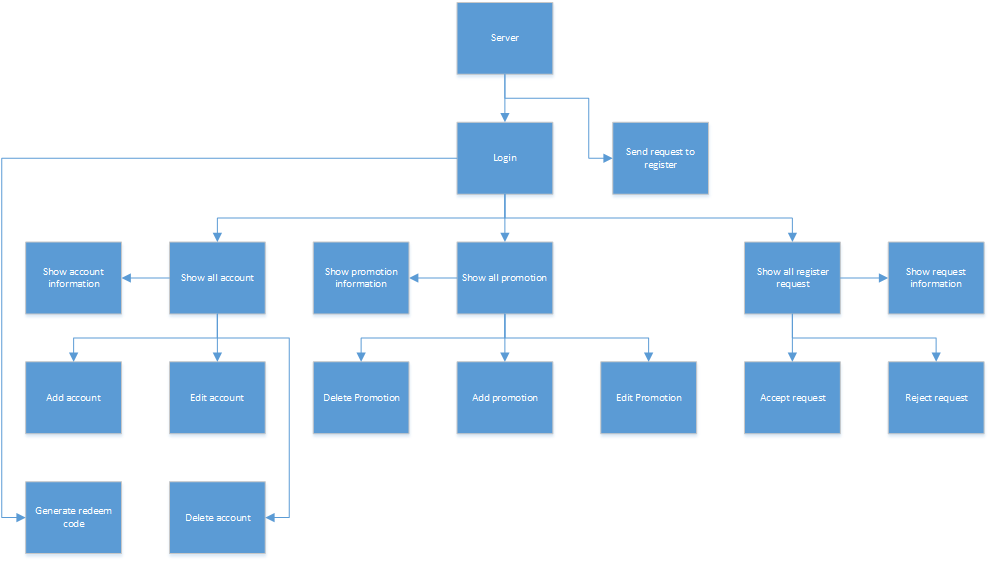 Server
Login
Send request to
register
Show account
information
Show all account
Show promotion
information
Show all promotion
Show all register
request
Show request
information
Add account
Edit account
Delete Promotion
Add promotion
Edit Promotion
Accept request
Reject request
Generate redeem
code
Delete account